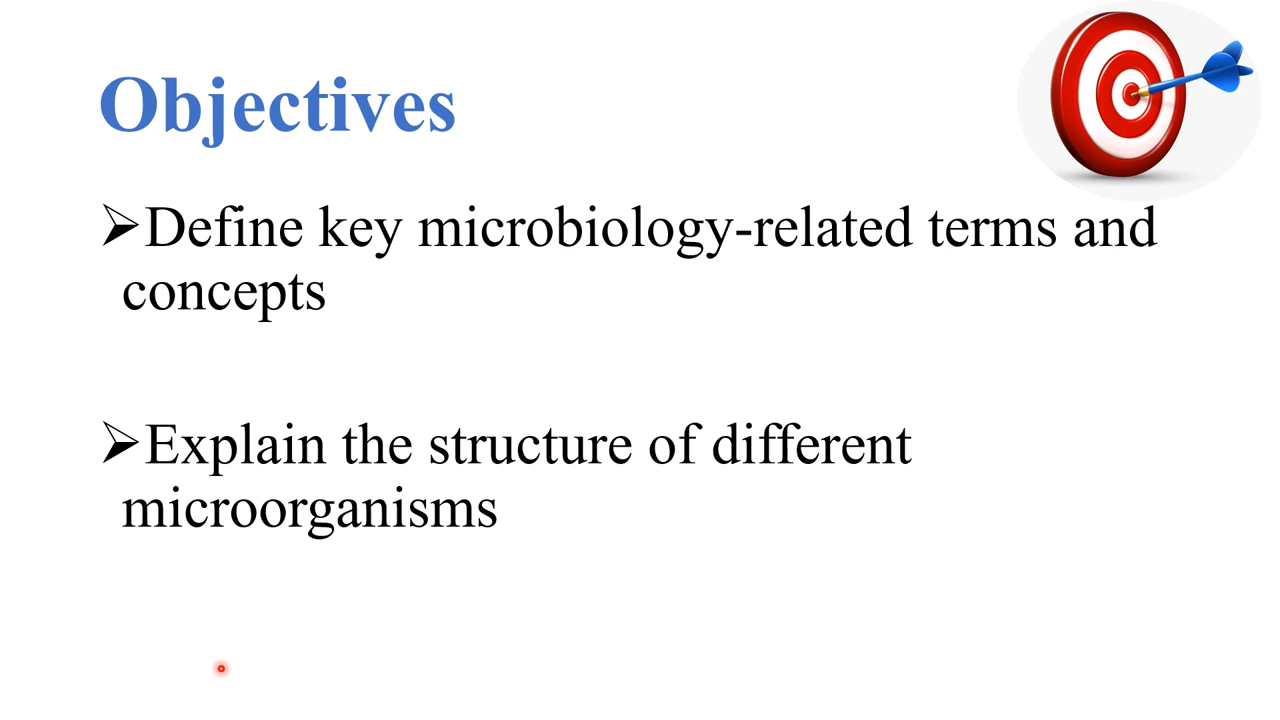 Objectives
➢Define key microbiology-related terms and
concepts
➢Explain the structure of different
microorganisms